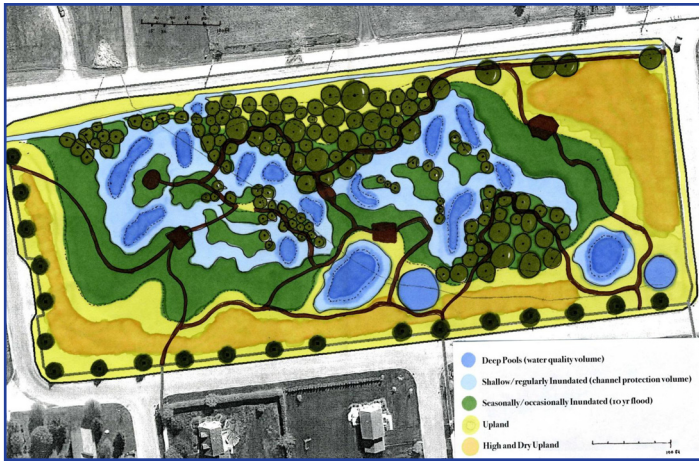 Deep Pools (water quality volume)
Shallow/regularly Inundated (channel protection volume)
Seasonally/occasionally Inundated (10 yr flood)
Upland
High and Dry Upland